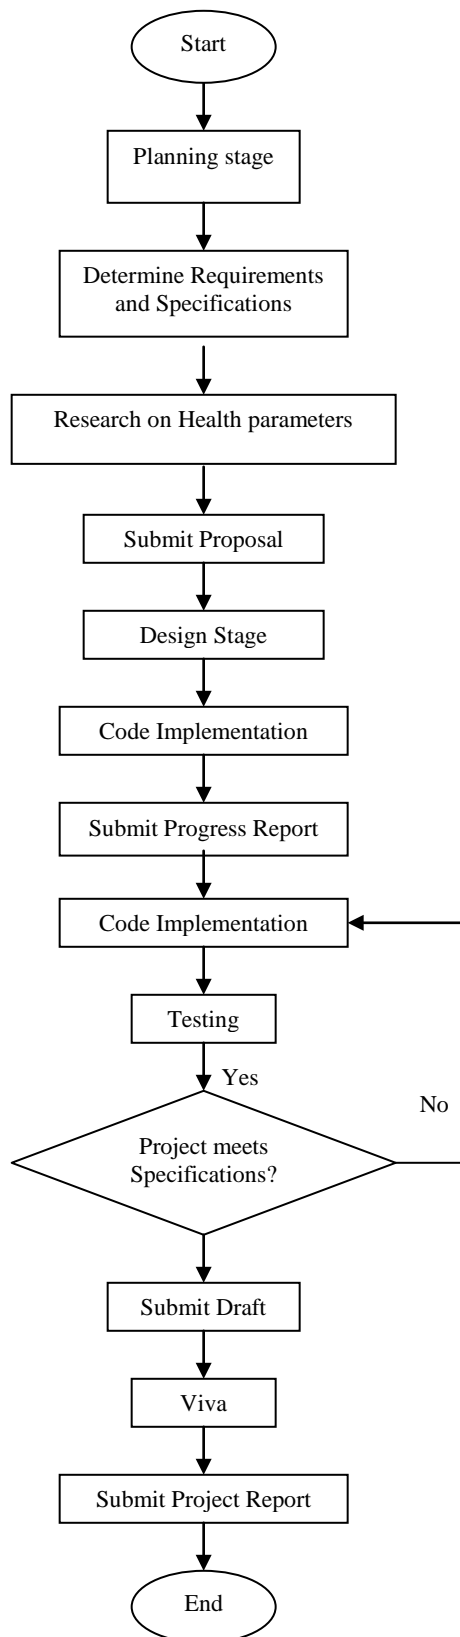 Start
Planning stage
Determine Requirements
and Specifications
Research on Health parameters
Submit Proposal
Design Stage
Code Implementation
Submit Progress Report
Code Implementation
Testing
Yes
No
Project meets
Specifications?
Submit Draft
Viva
Submit Project Report
End